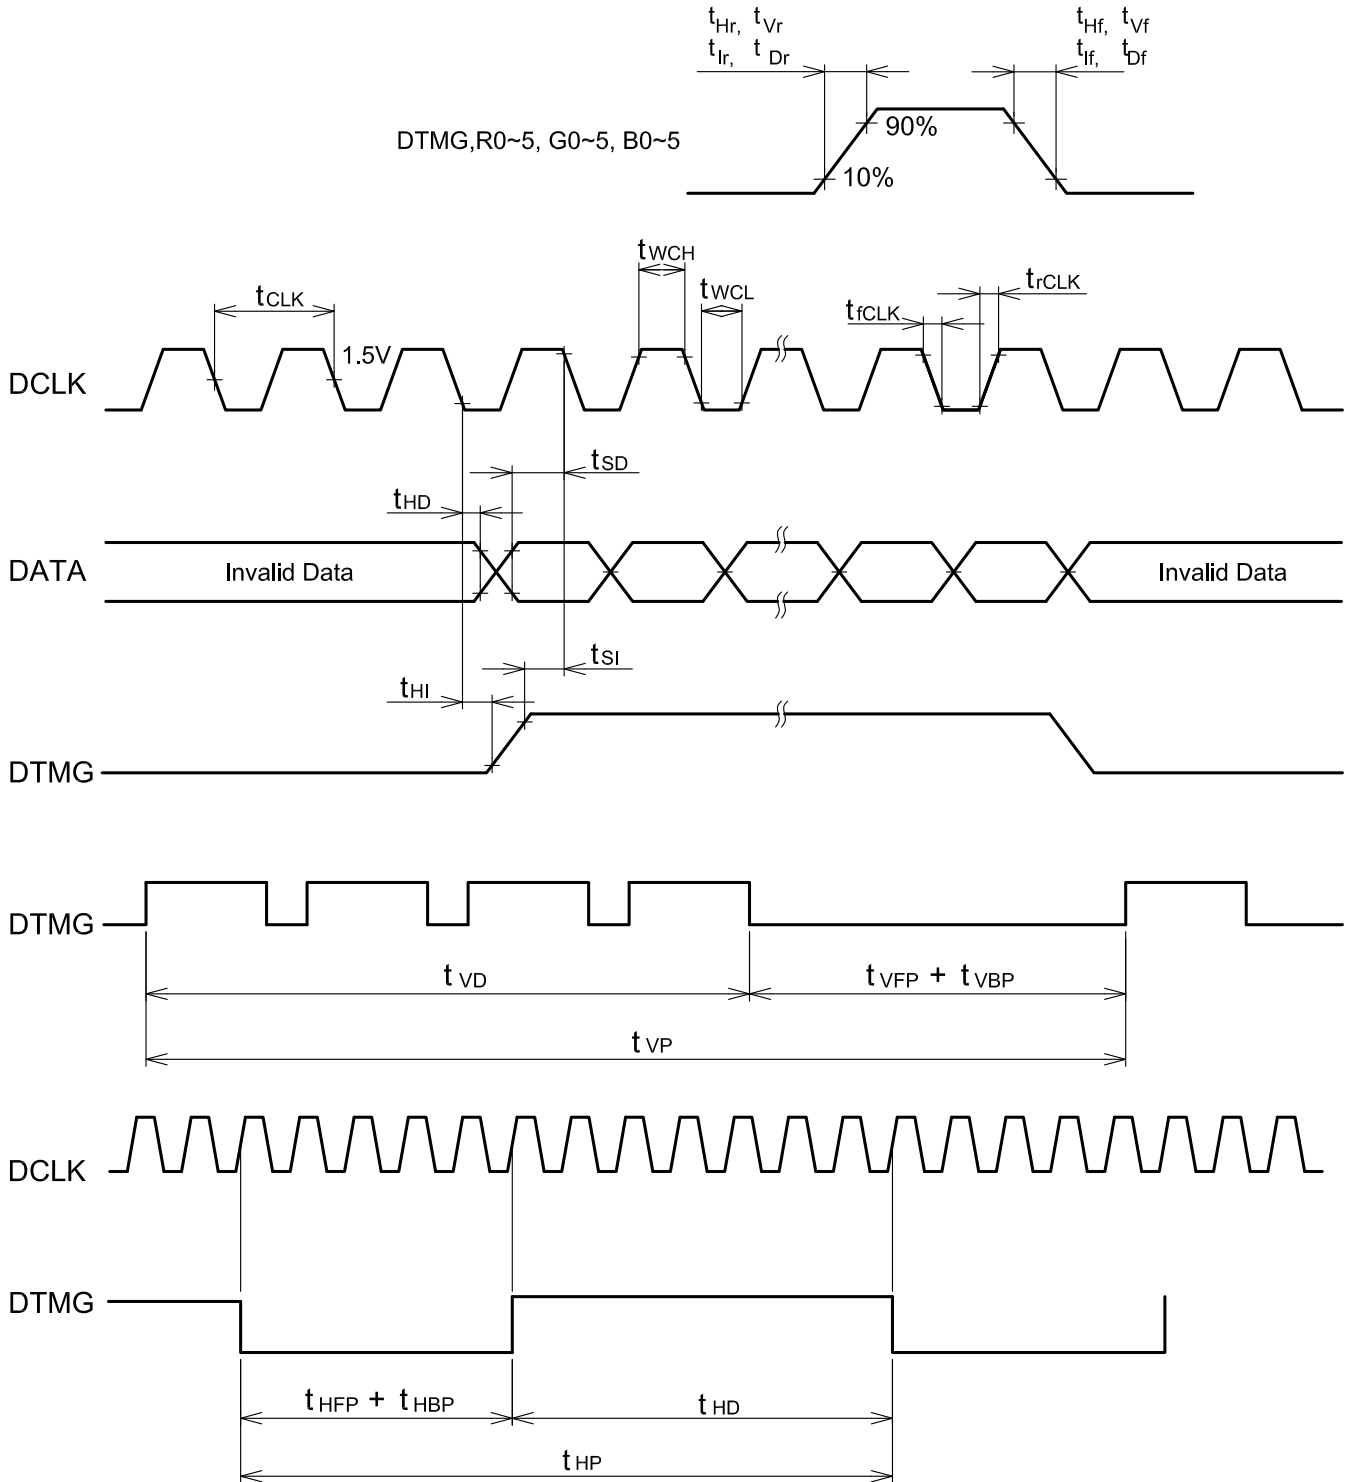 tHr, tVr
tIr, tDr
tHf, tVf
tIf, tDf
DTMG,R0~5, G0~5, B0~5
90%
10%
tWCH
tCLK
tWCL
trCLK
tfCLK
1.5V
DCLK
tSD
tHD
DATA
Invalid Data
Invalid Data
tSI
tHI
DTMG
DTMG
tVD
tVFP + tVBP
tVP
DCLK
DTMG
tHFP + tHBP
tHD
tHP